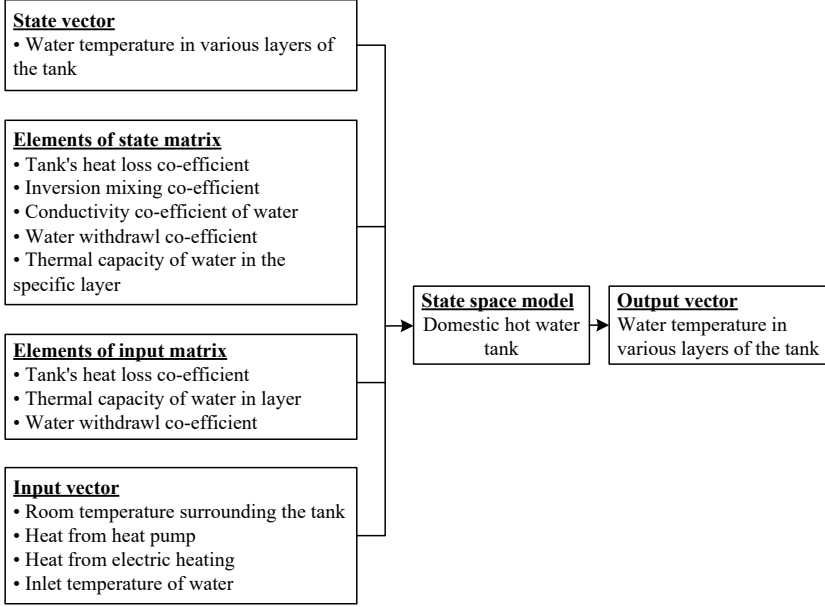 State vector
• Water temperature in various layers of
the tank
Elements of state matrix
• Tank's heat loss co-efficient
• Inversion mixing co-efficient
• Conductivity co-efficient of water
• Water withdrawl co-efficient
• Thermal capacity of water in the
specific layer
Elements of input matrix
• Tank's heat loss co-efficient
• Thermal capacity of water in layer
• Water withdrawl co-efficient
Input vector
• Room temperature surrounding the tank
• Heat from heat pump
• Heat from electric heating
• Inlet temperature of water
State space model
Domestic hot water
tank
Output vector
Water temperature in
various layers of the tank